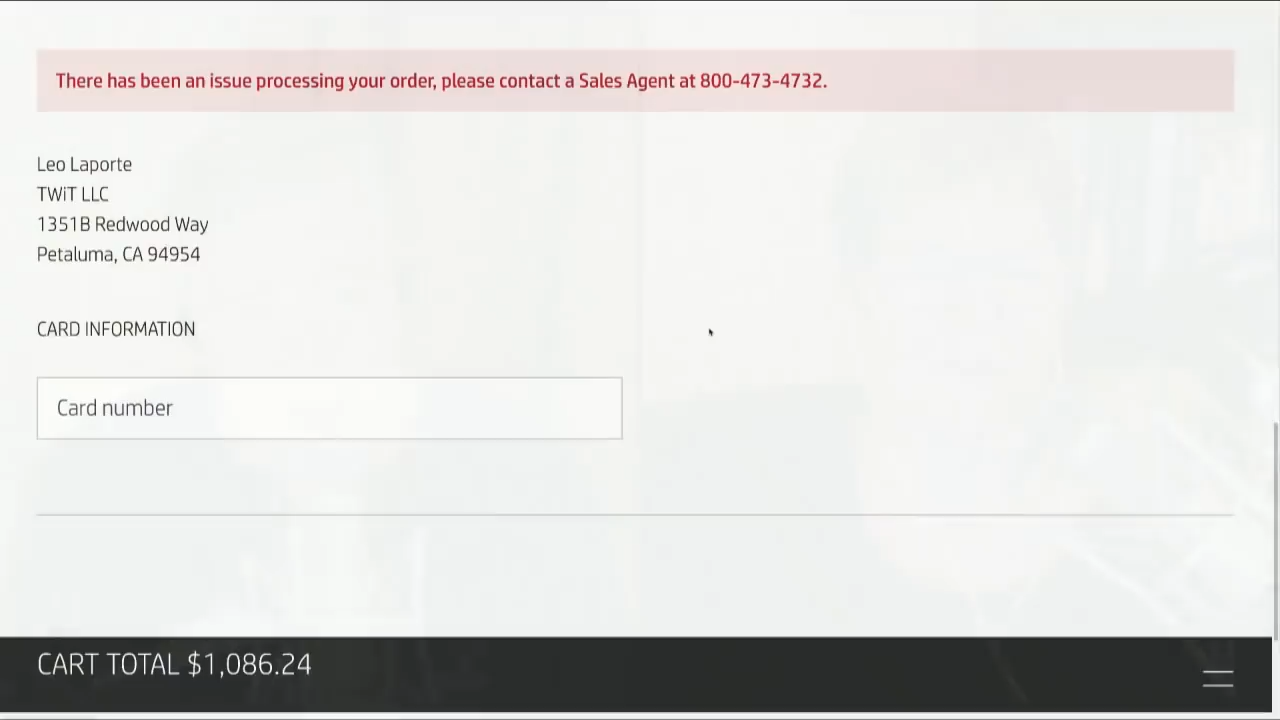 There has been an issue processing your order, please contact a Sales Agent at 800-473-4732.
Leo Laporte
TWiT LLC
1351B Redwood Way
Petaluma, CA 94954
CARD INFORMATION
Card number
CART TOTAL $1,086.24